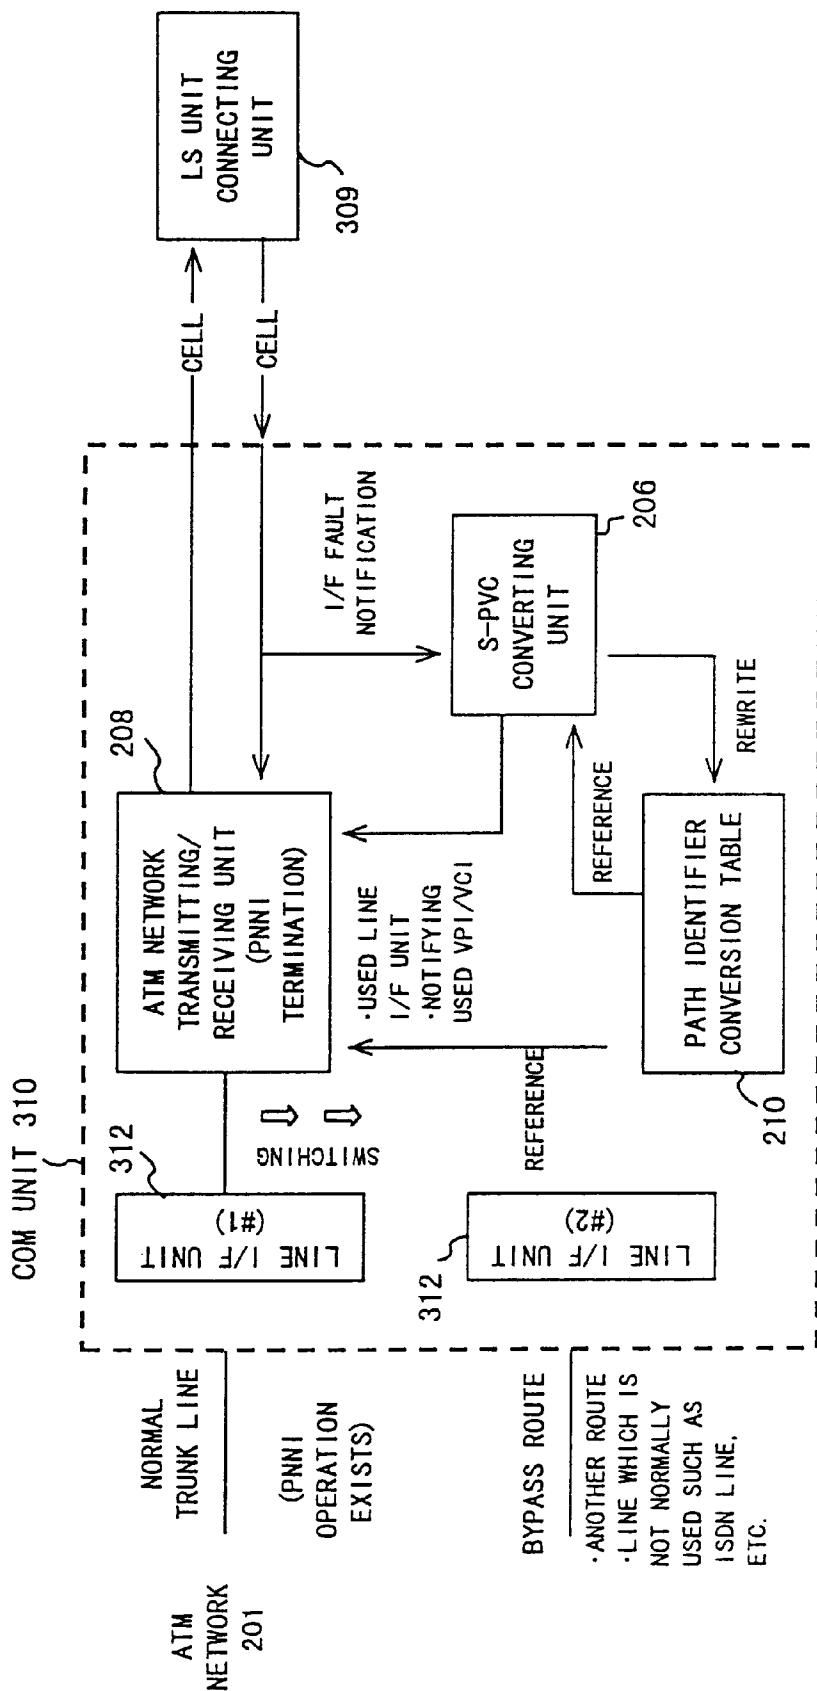 COM UNIT 310
ATM
NETWORK
201
NORMAL
TRUNK LINE
(PNNI
OPERATION
EXISTS)
BYPASS ROUTE
·ANOTHER ROUTE
·LINE WHICH IS
NOT NORMALLY
USED SUCH AS
ISDN LINE,
ETC.
312
LINE I/F UNIT
(#1)
312
LINE I/F UNIT
(#2)
SWITCHING
208
ATM NETWORK
TRANSMITTING/
RECEIVING UNIT
(PNNI
TERMINATION)
·USED LINE
I/F UNIT
·NOTIFYING
USED VPI/VCI
REFERENCE
210
PATH IDENTIFIER
CONVERSION TABLE
REFERENCE
REWRITE
I/F FAULT
NOTIFICATION
S-PVC
CONVERTING
UNIT
206
CELL
CELL
LS UNIT
CONNECTING
UNIT
309